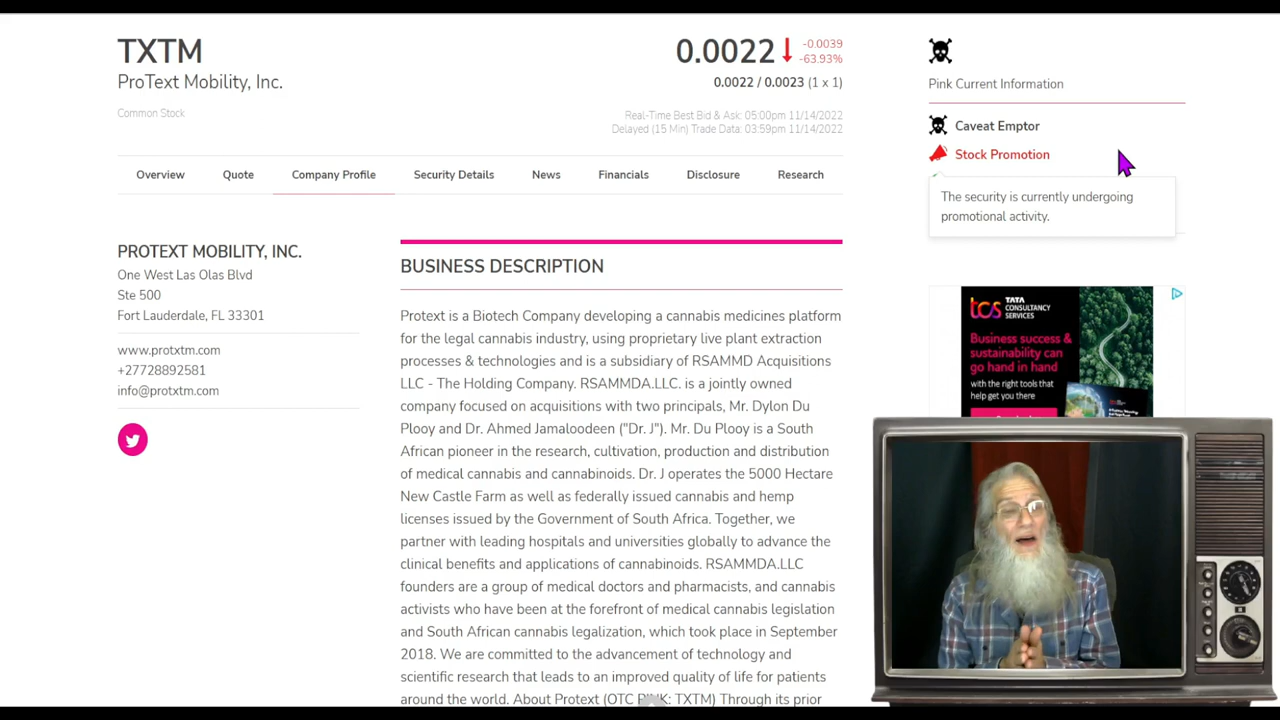 TXTM
ProText Mobility, Inc.
Common Stock
0.0022
-0.0039
-63.93%
0.0022 / 0.0023 (1 x 1)
Real-Time Best Bid & Ask: 05:00pm 11/14/2022
Delayed (15 Min) Trade Data: 03:59pm 11/14/2022
Pink Current Information
Caveat Emptor
Stock Promotion
The security is currently undergoing
promotional activity.
Overview Quote Company Profile Security Details News Financials Disclosure Research
PROTEXT MOBILITY, INC.
One West Las Olas Blvd
Ste 500
Fort Lauderdale, FL 33301
www.protxtm.com
+27728892581
info@protxtm.com
BUSINESS DESCRIPTION
Protext is a Biotech Company developing a cannabis medicines platform
for the legal cannabis industry, using proprietary live plant extraction
processes & technologies and is a subsidiary of RSAMMD Acquisitions
LLC - The Holding Company. RSAMMDA.LLC. is a jointly owned
company focused on acquisitions with two principals, Mr. Dylon Du
Plooy and Dr. Ahmed Jamaloodeen ("Dr. J"). Mr. Du Plooy is a South
African pioneer in the research, cultivation, production and distribution
of medical cannabis and cannabinoids. Dr. J operates the 5000 Hectare
New Castle Farm as well as federally issued cannabis and hemp
licenses issued by the Government of South Africa. Together, we
partner with leading hospitals and universities globally to advance the
clinical benefits and applications of cannabinoids. RSAMMDA.LLC
founders are a group of medical doctors and pharmacists, and cannabis
activists who have been at the forefront of medical cannabis legislation
and South African cannabis legalization, which took place in September
2018. We are committed to the advancement of technology and
scientific research that leads to an improved quality of life for patients
around the world. About Protext (OTC PINK: TXTM) Through its prior
tcs TATA
CONSULTANCY
SERVICES
Business success &
sustainability can
go hand in hand
with the right tools that
help get you there